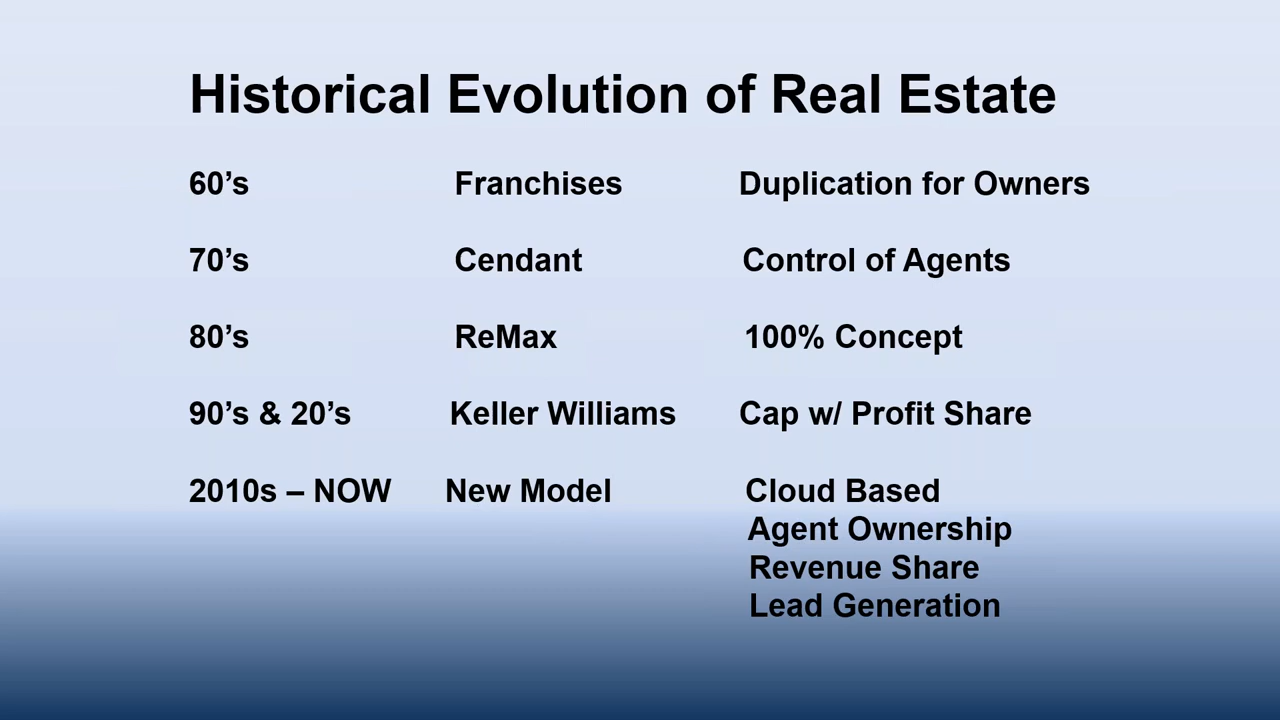 Historical Evolution of Real Estate
60’s Franchises Duplication for Owners
70’s Cendant Control of Agents
80’s ReMax 100% Concept
90’s & 20’s Keller Williams Cap w/ Profit Share
2010s – NOW New Model Cloud Based
Agent Ownership
Revenue Share
Lead Generation